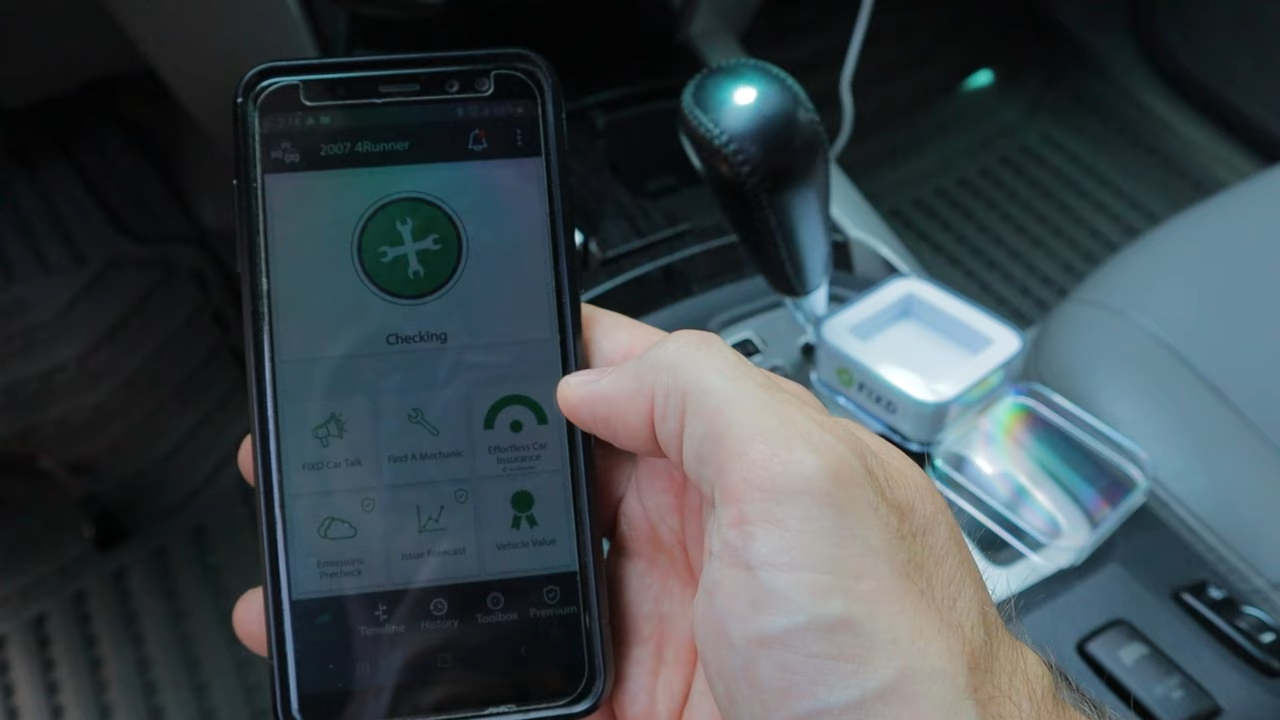 2007 4Runner
Checking
FIXD Car Talk
Find A Mechanic
Effortless Car
Insurance
Emissions
Precheck
Issue Forecast
Vehicle Value
Timeline
History
Toolbox
Premium
FIXD